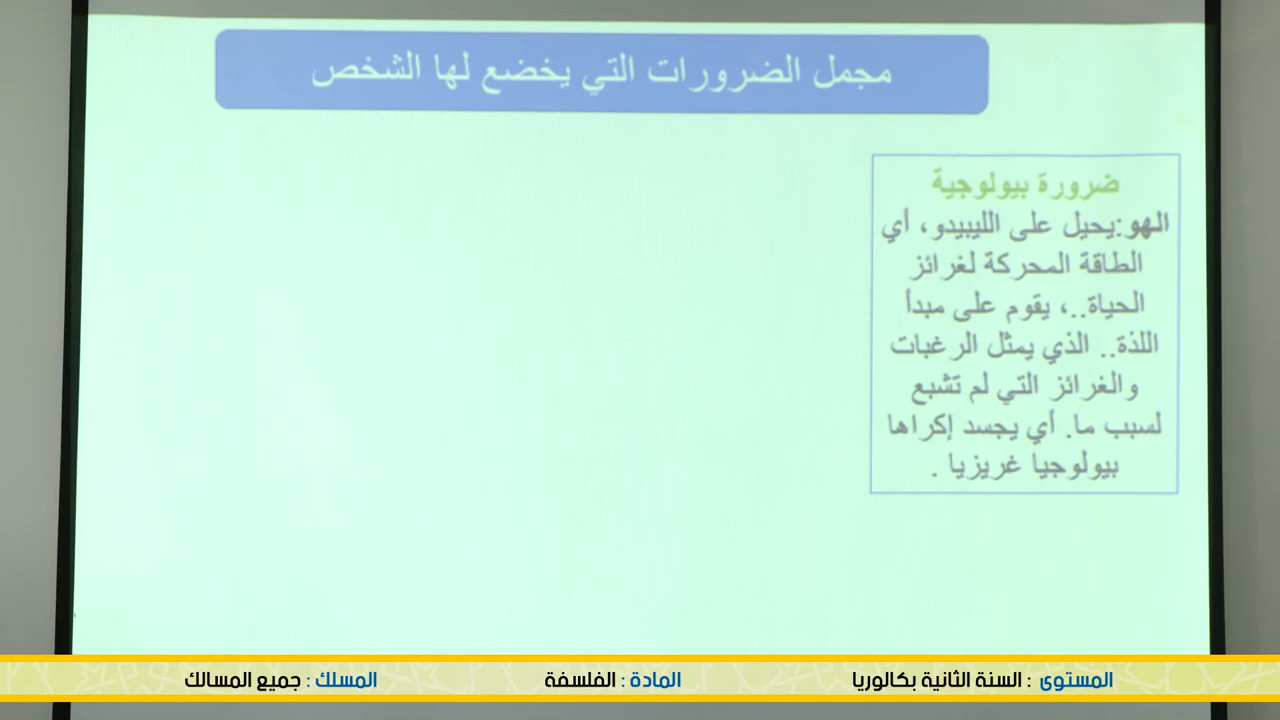 مجمل الضرورات التي يخضع لها الشخص
ضرورة بيولوجية
الهو:يحيل على الليبيدو، أي
الطاقة المحركة لغرائز
الحياة..، يقوم على مبدأ
اللذة.. الذي يمثل الرغبات
والغرائز التي لم تشبع
لسبب ما. أي يجسد إكراها
بيولوجيا غريزيا .
المستوى : السنة الثانية بكالوريا
المادة : الفلسفة
المسلك : جميع المسالك